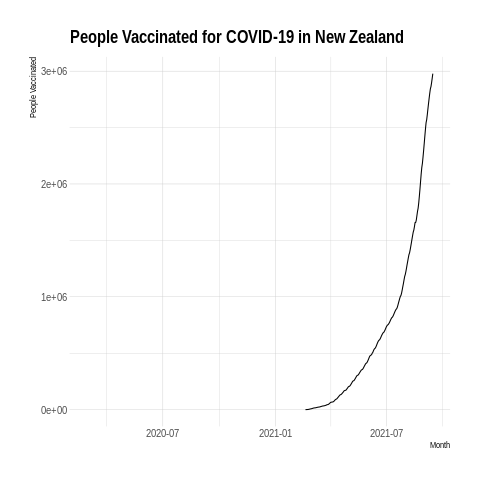 People Vaccinated for COVID-19 in New Zealand
People Vaccinated
3e+06
2e+06
1e+06
0e+00
2020-07
2021-01
2021-07
Month